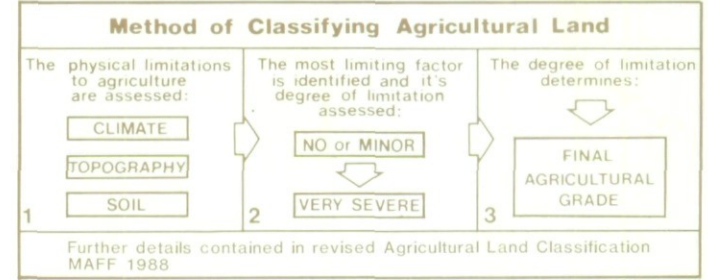 Method of Classifying Agricultural Land
The physical limitations
to agriculture
are assessed:
CLIMATE
TOPOGRAPHY
SOIL
1
The most limiting factor
is identified and it's
degree of limitation
assessed:
NO or MINOR
VERY SEVERE
2
The degree of limitation
determines:
FINAL
AGRICULTURAL
GRADE
3
Further details contained in revised Agricultural Land Classification
MAFF 1988